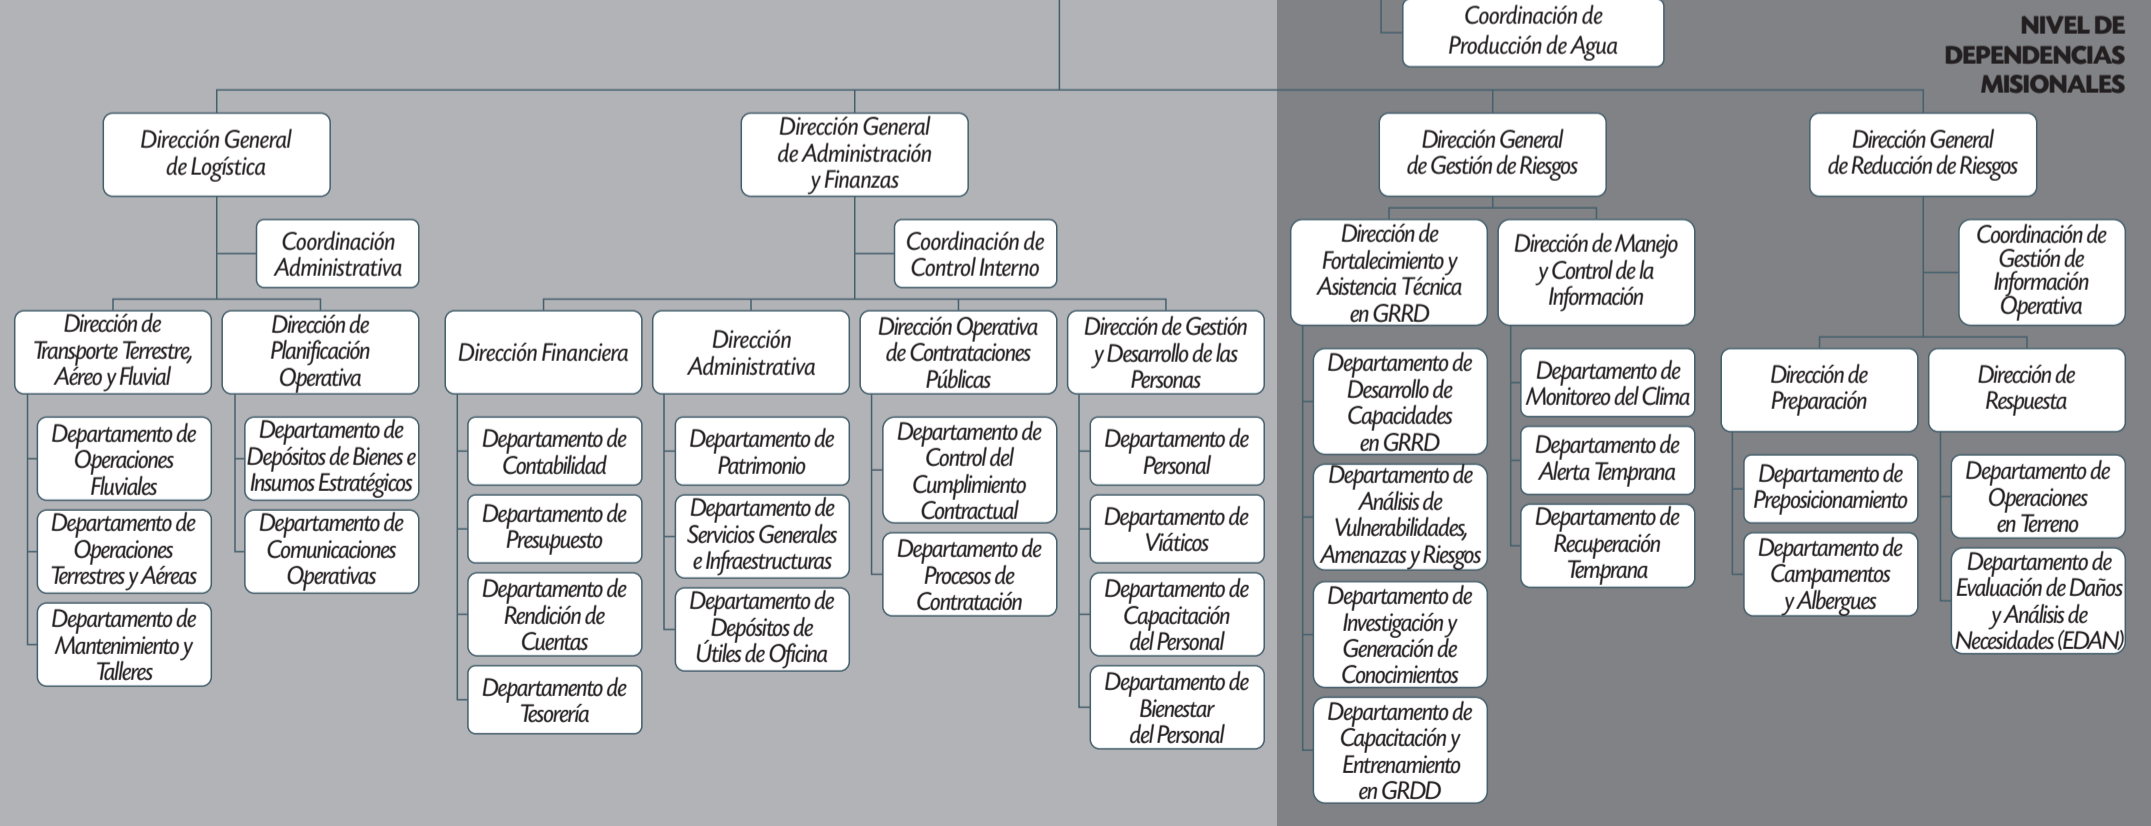 Coordinación de
Producción de Agua
NIVEL DE
DEPENDENCIAS
MISIONALES
Dirección General
de Logística
Dirección General
de Administración
y Finanzas
Dirección General
de Gestión de Riesgos
Dirección General
de Reducción de Riesgos
Coordinación
Administrativa
Coordinación de
Control Interno
Dirección de
Fortalecimiento y
Asistencia Técnica
en GRRD
Dirección de Manejo
y Control de la
Información
Coordinación de
Gestión de
Información
Operativa
Dirección de
Transporte Terrestre,
Aéreo y Fluvial
Dirección de
Planificación
Operativa
Dirección Financiera
Dirección
Administrativa
Dirección Operativa
de Contrataciones
Públicas
Dirección de Gestión
y Desarrollo de las
Personas
Dirección de
Preparación
Dirección de
Respuesta
Departamento de
Operaciones
Fluviales
Departamento de
Operaciones
Terrestres y Aéreas
Departamento de
Mantenimiento y
Talleres
Departamento de
Depósitos de Bienes e
Insumos Estratégicos
Departamento de
Comunicaciones
Operativas
Departamento de
Contabilidad
Departamento de
Presupuesto
Departamento de
Rendición de
Cuentas
Departamento de
Tesorería
Departamento de
Patrimonio
Departamento de
Servicios Generales
e Infraestructuras
Departamento de
Depósitos de
Útiles de Oficina
Departamento de
Control del
Cumplimiento
Contractual
Departamento de
Procesos de
Contratación
Departamento de
Personal
Departamento de
Viáticos
Departamento de
Capacitación
del Personal
Departamento de
Bienestar
del Personal
Departamento de
Desarrollo de
Capacidades
en GRRD
Departamento de
Análisis de
Vulnerabilidades,
Amenazas y Riesgos
Departamento de
Investigación y
Generación de
Conocimientos
Departamento de
Capacitación y
Entrenamiento
en GRDD
Departamento de
Monitoreo del Clima
Departamento de
Alerta Temprana
Departamento de
Recuperación
Temprana
Departamento de
Preposicionamiento
Departamento de
Campamentos
y Albergues
Departamento de
Operaciones
en Terreno
Departamento de
Evaluación de Daños
y Análisis de
Necesidades (EDAN)